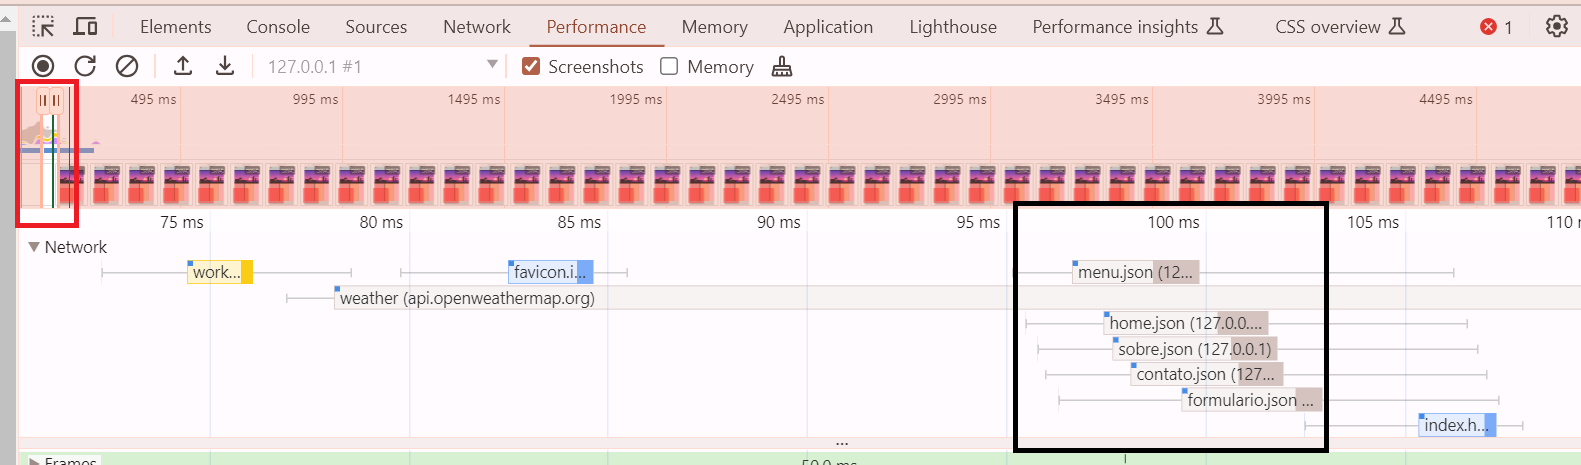 Elements Console Sources Network Performance Memory Application Lighthouse Performance insights CSS overview 1
127.0.0.1 #1 Screenshots Memory
495 ms 995 ms 1495 ms 1995 ms 2495 ms 2995 ms 3495 ms 3995 ms 4495 ms
75 ms 80 ms 85 ms 90 ms 95 ms 100 ms 105 ms 110 m
Network
work... favicon.i... menu.json (12...
weather (api.openweathermap.org)
home.json (127.0.0....
sobre.json (127.0.0.1)
contato.json (127...
formulario.json ...
index.h...
...
Frames 50.0 ms